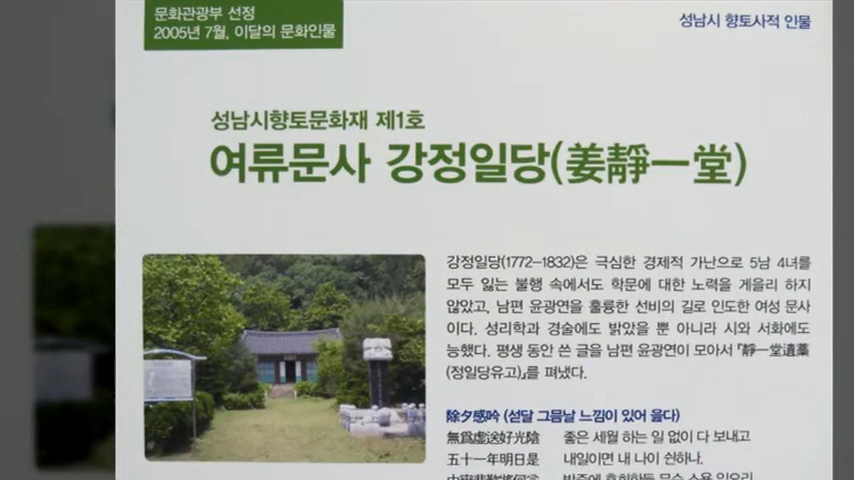 문화관광부 선정
2005년 7월, 이달의 문화인물
성남시 향토사적 인물
성남시향토문화재 제1호
여류문사 강정일당(姜靜一堂)
강정일당(1772-1832)은 극심한 경제적 가난으로 5남 4녀를
모두 잃는 불행 속에서도 학문에 대한 노력을 게을리 하지
않았고, 남편 윤광연을 훌륭한 선비의 길로 인도한 여성 문사
이다. 성리학과 경술에도 밝았을 뿐 아니라 시와 서화에도
능했다. 평생 동안 쓴 글을 남편 윤광연이 모아서 『靜一堂遺藁
(정일당유고)』를 펴냈다.
除夕感吟 (섣달 그믐날 느낌이 있어 읊다)
無爲虛送好光陰 좋은 세월 하는 일 없이 다 보내고
五十一年明日是 내일이면 내 나이 쉰하나.